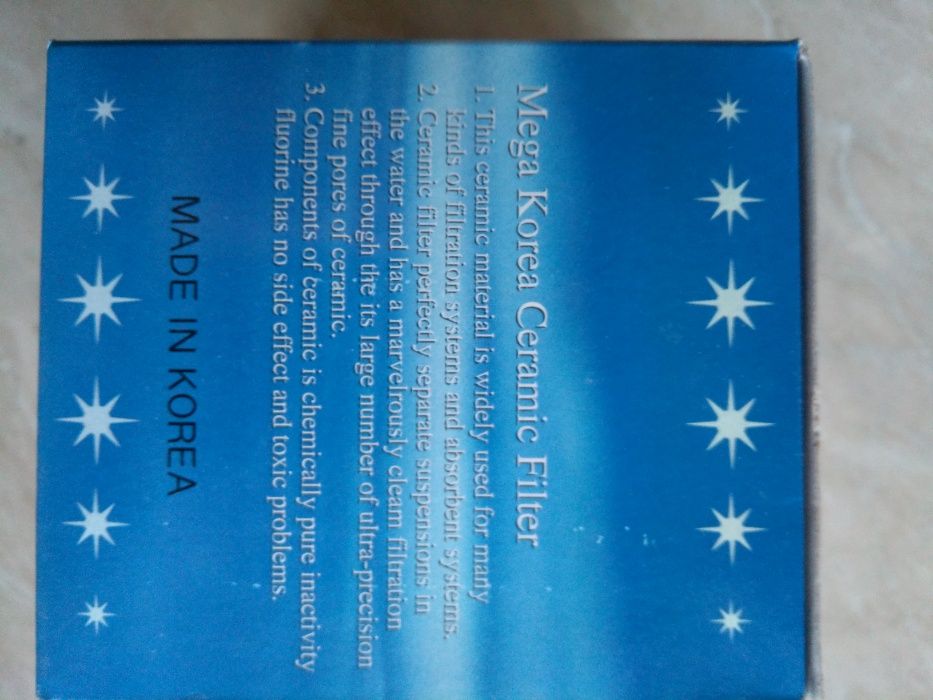 Mega Korea Ceramic Filter
1. This ceramic material is widely used for many
kinds of filtration systems and absorbent systems.
2. Ceramic filter perfectly separate suspensions in
the water and has a marvelrously cleam filtration
effect through the its large number of ultra-precision
fine pores of ceramic.
3. Components of ceramic is chemically pure inactivity
fluorine has no side effect and toxic problems.
MADE IN KOREA